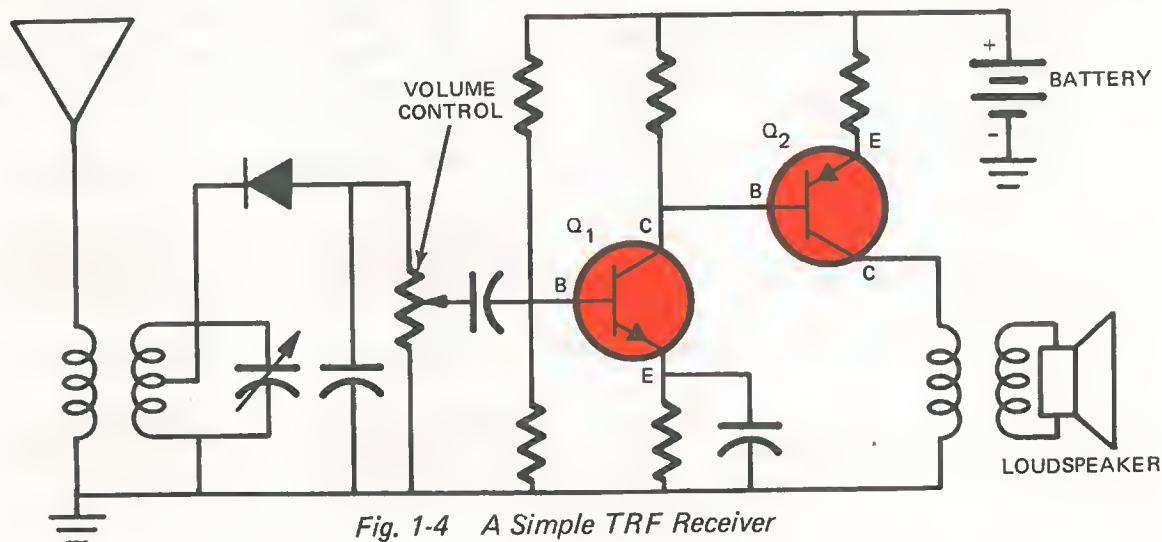 VOLUME
CONTROL
+
BATTERY
-
Q2
E
B
C
Q1
C
B
E
LOUDSPEAKER
Fig. 1-4 A Simple TRF Receiver